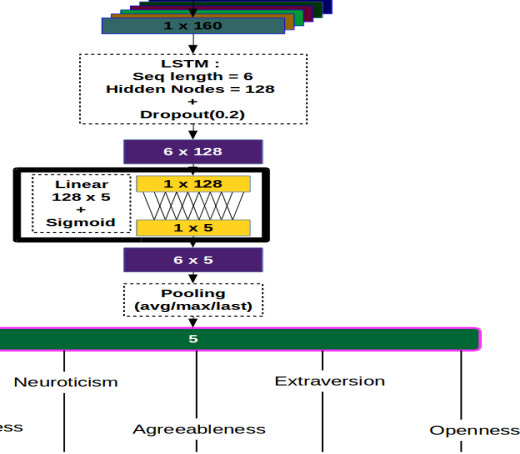 1 x 160
LSTM :
Seq length = 6
Hidden Nodes = 128
+
Dropout(0.2)
6 x 128
Linear
128 x 5
+
Sigmoid
1 x 128
1 x 5
6 x 5
Pooling
(avg/max/last)
5
Neuroticism
Extraversion
ess
Agreeableness
Openness